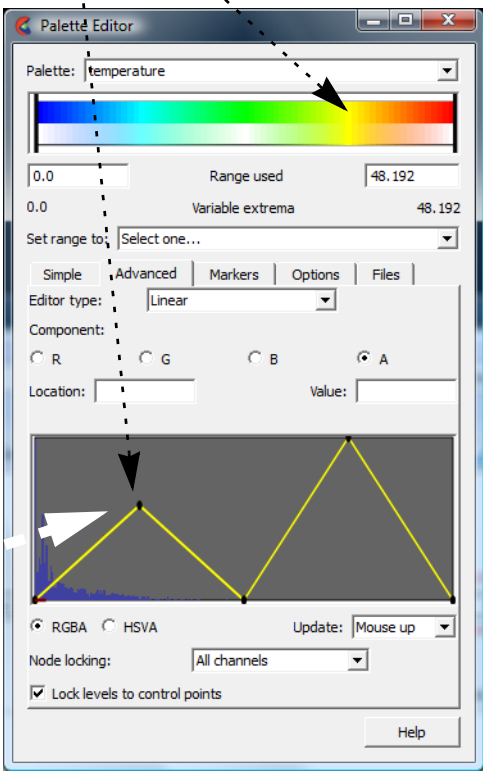 Palette Editor
Palette: temperature
0.0 Range used 48.192
0.0 Variable extrema 48.192
Set range to: Select one...
Simple Advanced Markers Options Files
Editor type: Linear
Component:
R G B A
Location: Value:
RGBA HSVA Update: Mouse up
Node locking: All channels
Lock levels to control points
Help